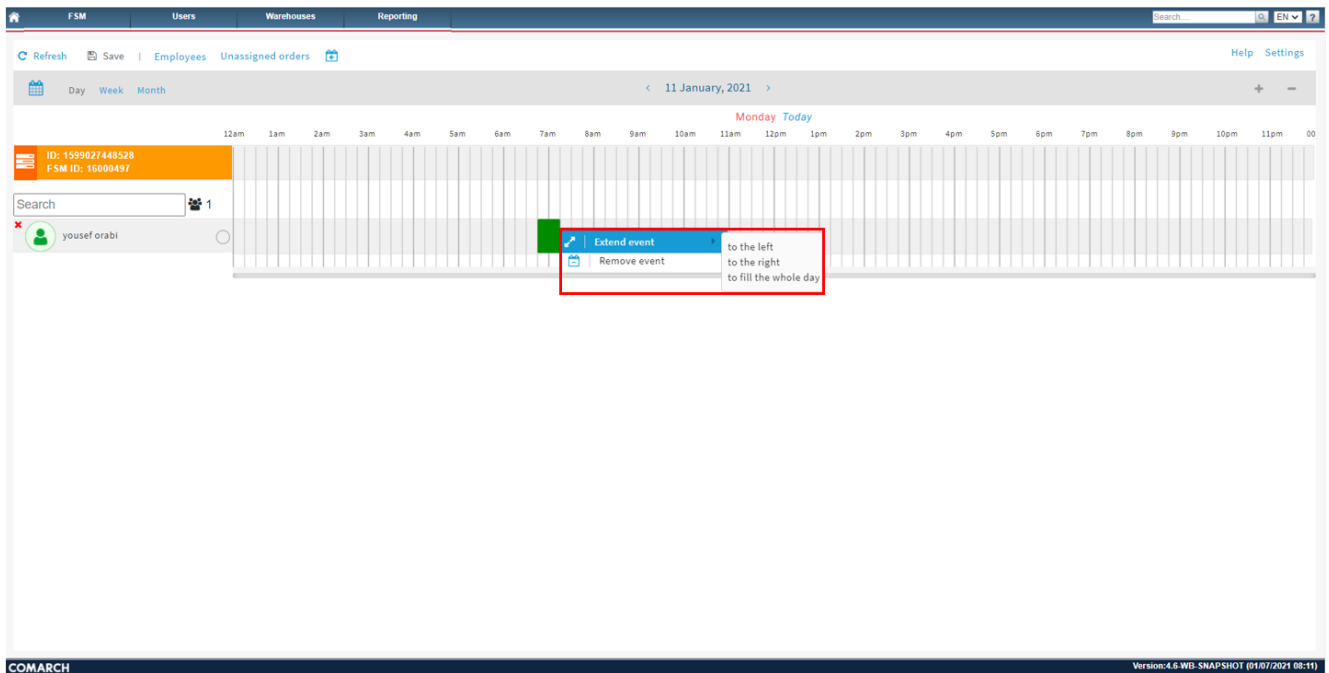 FSM Users Warehouses Reporting Search... EN ?
Refresh Save | Employees Unassigned orders Help Settings
Day Week Month < 11 January, 2021 > + -
Monday Today
12am 1am 2am 3am 4am 5am 6am 7am 8am 9am 10am 11am 12pm 1pm 2pm 3pm 4pm 5pm 6pm 7pm 8pm 9pm 10pm 11pm 00
ID: 1599027448528
FSM ID: 16000497
Search 1
yousef orabi
Extend event
Remove event
to the left
to the right
to fill the whole day
COMARCH Version:4.6-WB-SNAPSHOT (01/07/2021 08:11)